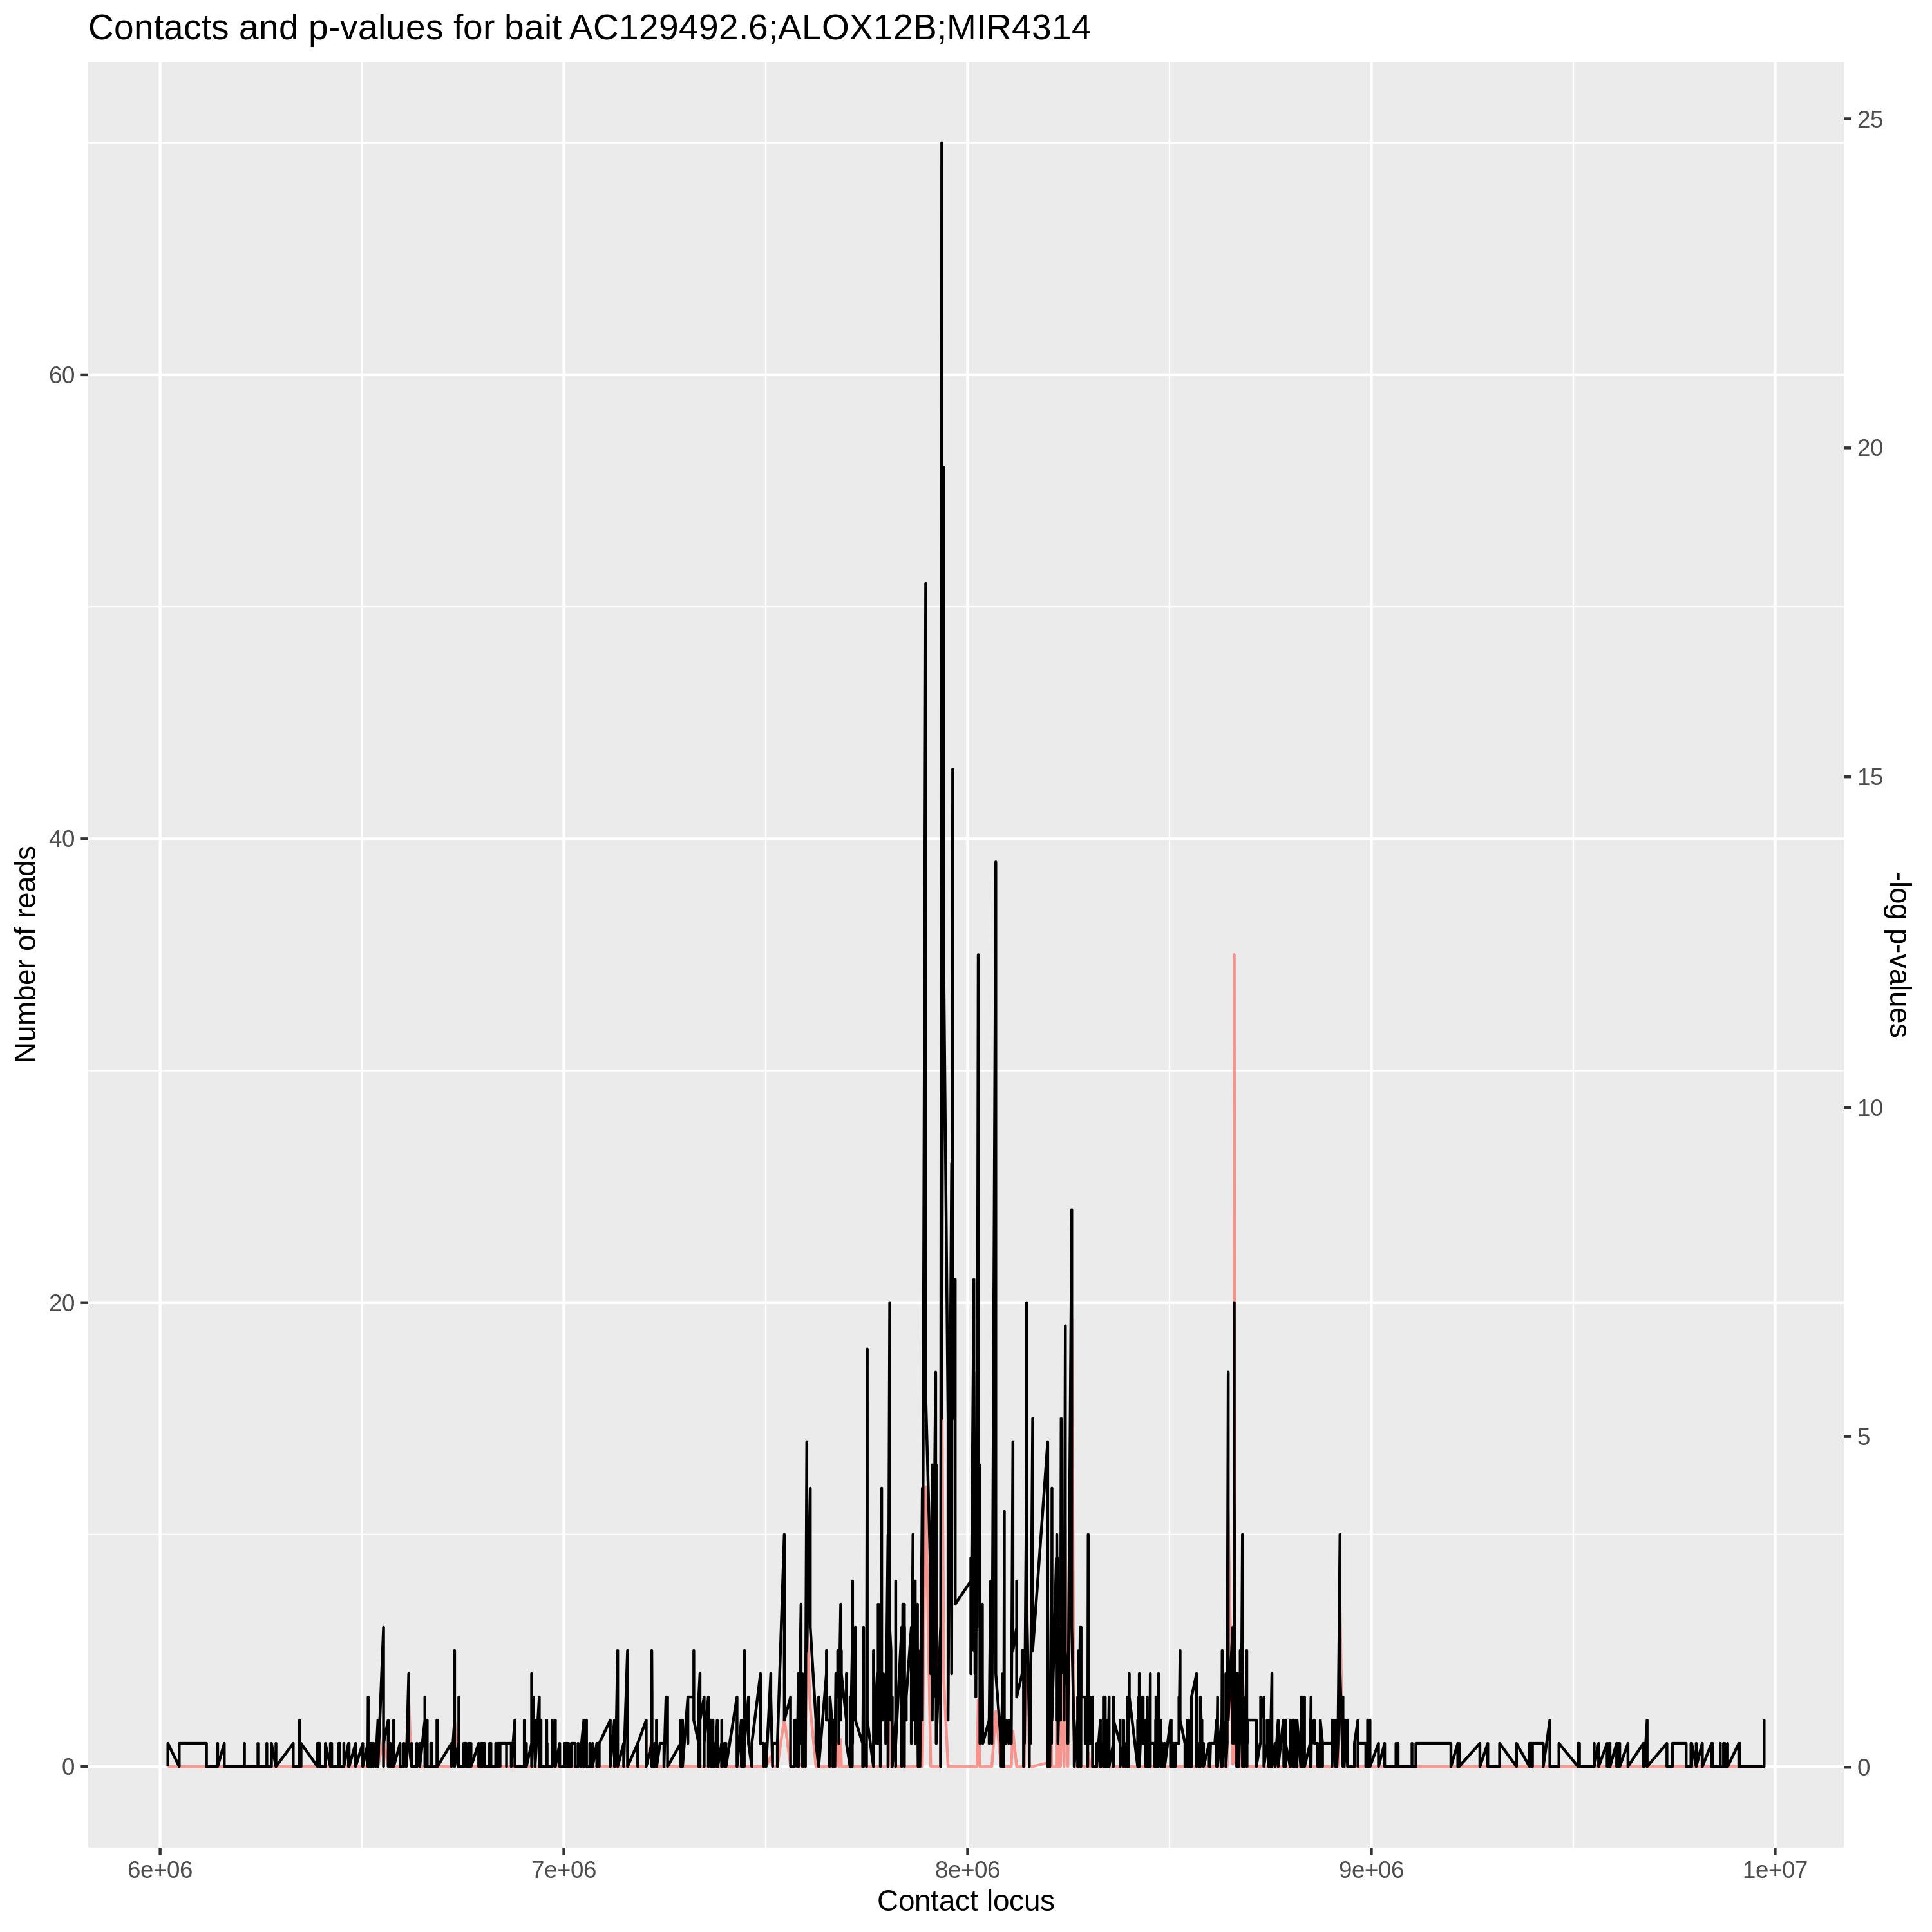 Contacts and p-values for bait AC129492.6;ALOX12B;MIR4314
Number of reads
60
40
20
0
25
20
15
10
5
0
-log p-values
6e+06 7e+06 8e+06 9e+06 1e+07
Contact locus